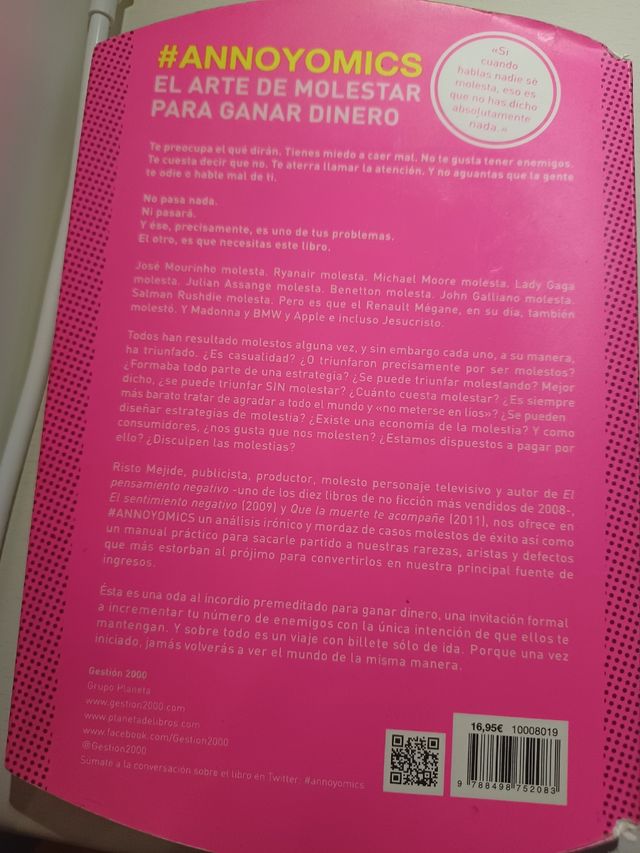 #ANNOYOMICS
EL ARTE DE MOLESTAR
PARA GANAR DINERO
«Si
cuando
hablas nadie se
molesta, eso es
que no has dicho
absolutamente
nada.»
Te preocupa el qué dirán. Tienes miedo a caer mal. No te gusta tener enemigos.
Te cuesta decir que no. Te aterra llamar la atención. Y no aguantas que la gente
te odie o hable mal de ti.
No pasa nada.
Ni pasará.
Y ése, precisamente, es uno de tus problemas.
El otro, es que necesitas este libro.
José Mourinho molesta. Ryanair molesta. Michael Moore molesta. Lady Gaga
molesta. Julian Assange molesta. Benetton molesta. John Galliano molesta.
Salman Rushdie molesta. Pero es que el Renault Mégane, en su día, también
molestó. Y Madonna y BMW y Apple e incluso Jesucristo.
Todos han resultado molestos alguna vez, y sin embargo cada uno, a su manera,
ha triunfado. ¿Es casualidad? ¿O triunfaron precisamente por ser molestos?
¿Formaba todo parte de una estrategia? ¿Se puede triunfar molestando? Mejor
dicho, ¿se puede triunfar SIN molestar? ¿Cuánto cuesta molestar? ¿Es siempre
más barato tratar de agradar a todo el mundo y «no meterse en líos»? ¿Se pueden
diseñar estrategias de molestia? ¿Existe una economía de la molestia? Y como
consumidores, ¿nos gusta que nos molesten? ¿Estamos dispuestos a pagar por
ello? ¿Disculpen las molestias?
Risto Mejide, publicista, productor, molesto personaje televisivo y autor de El
pensamiento negativo -uno de los diez libros de no ficción más vendidos de 2008-,
El sentimiento negativo (2009) y Que la muerte te acompañe (2011), nos ofrece en
#ANNOYOMICS un análisis irónico y mordaz de casos molestos de éxito así como
un manual práctico para sacarle partido a nuestras rarezas, aristas y defectos
que más estorban al prójimo para convertirlos en nuestra principal fuente de
ingresos.
Ésta es una oda al incordio premeditado para ganar dinero, una invitación formal
a incrementar tu número de enemigos con la única intención de que ellos te
mantengan. Y sobre todo es un viaje con billete sólo de ida. Porque una vez
iniciado, jamás volverás a ver el mundo de la misma manera.
Gestión 2000
Grupo Planeta
www.gestion2000.com
www.planetadelibros.com
www.facebook.com/Gestion2000
@Gestion2000
Súmate a la conversación sobre el libro en Twitter: #annoyomics
16,95€ 10008019
9 788498 752083